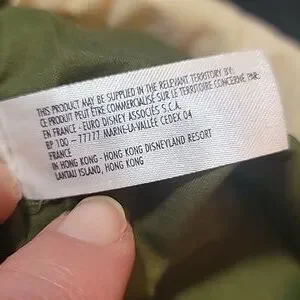 THIS PRODUCT MAY BE SUPPLIED IN THE RELEVANT TERRITORY BY:
CE PRODUIT PEUT ÊTRE COMMERCIALISÉ SUR LE TERRITOIRE CONCERNÉ PAR:
EN FRANCE - EURO DISNEY ASSOCIÉS S.C.A.
BP 100 - 77777 MARNE-LA-VALLÉE CEDEX 04
FRANCE
IN HONG KONG - HONG KONG DISNEYLAND RESORT
LANTAU ISLAND, HONG KONG